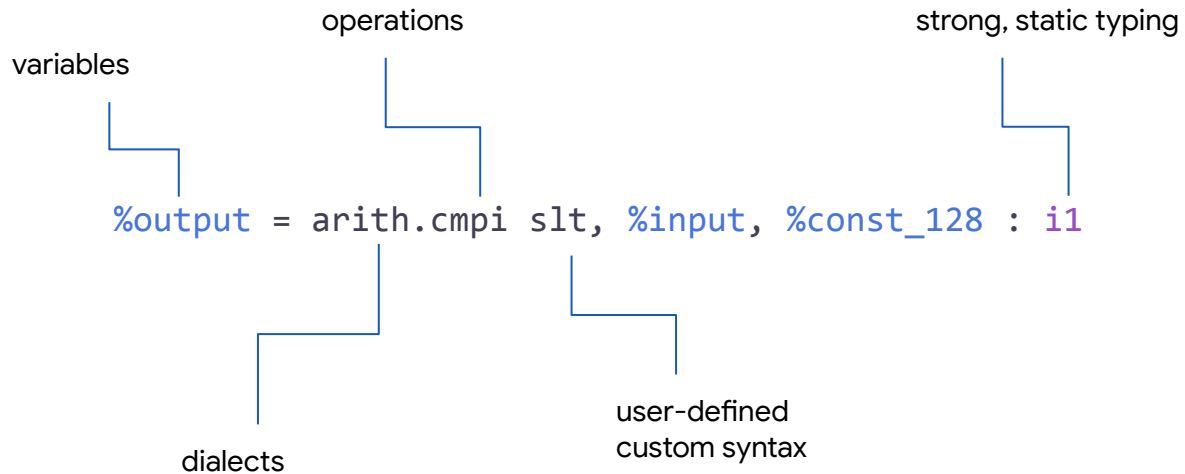 operations
strong, static typing
variables
%output = arith.cmpi slt, %input, %const_128 : i1
user-defined
custom syntax
dialects